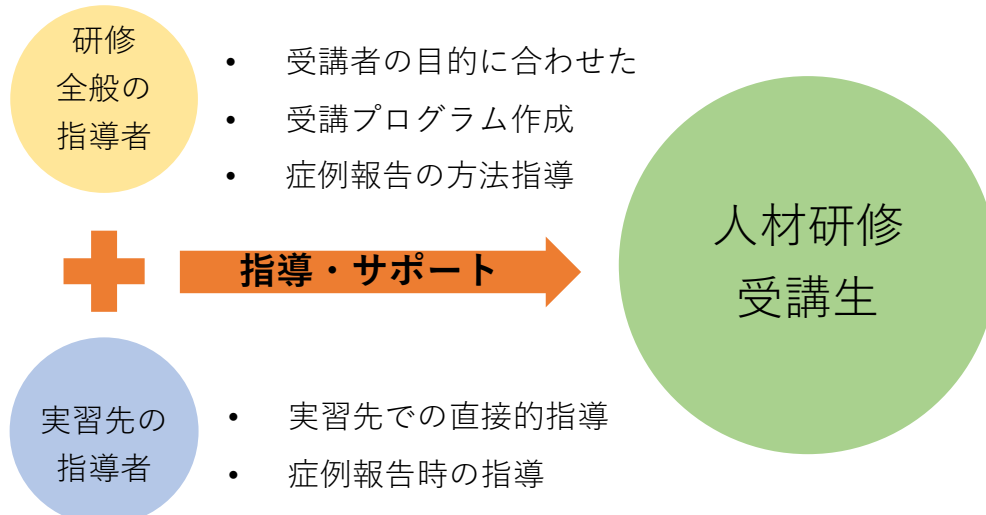 研修
全般の
指導者
• 受講者の目的に合わせた
• 受講プログラム作成
• 症例報告の方法指導
指導・サポート
人材研修
受講生
実習先の
指導者
• 実習先での直接的指導
• 症例報告時の指導